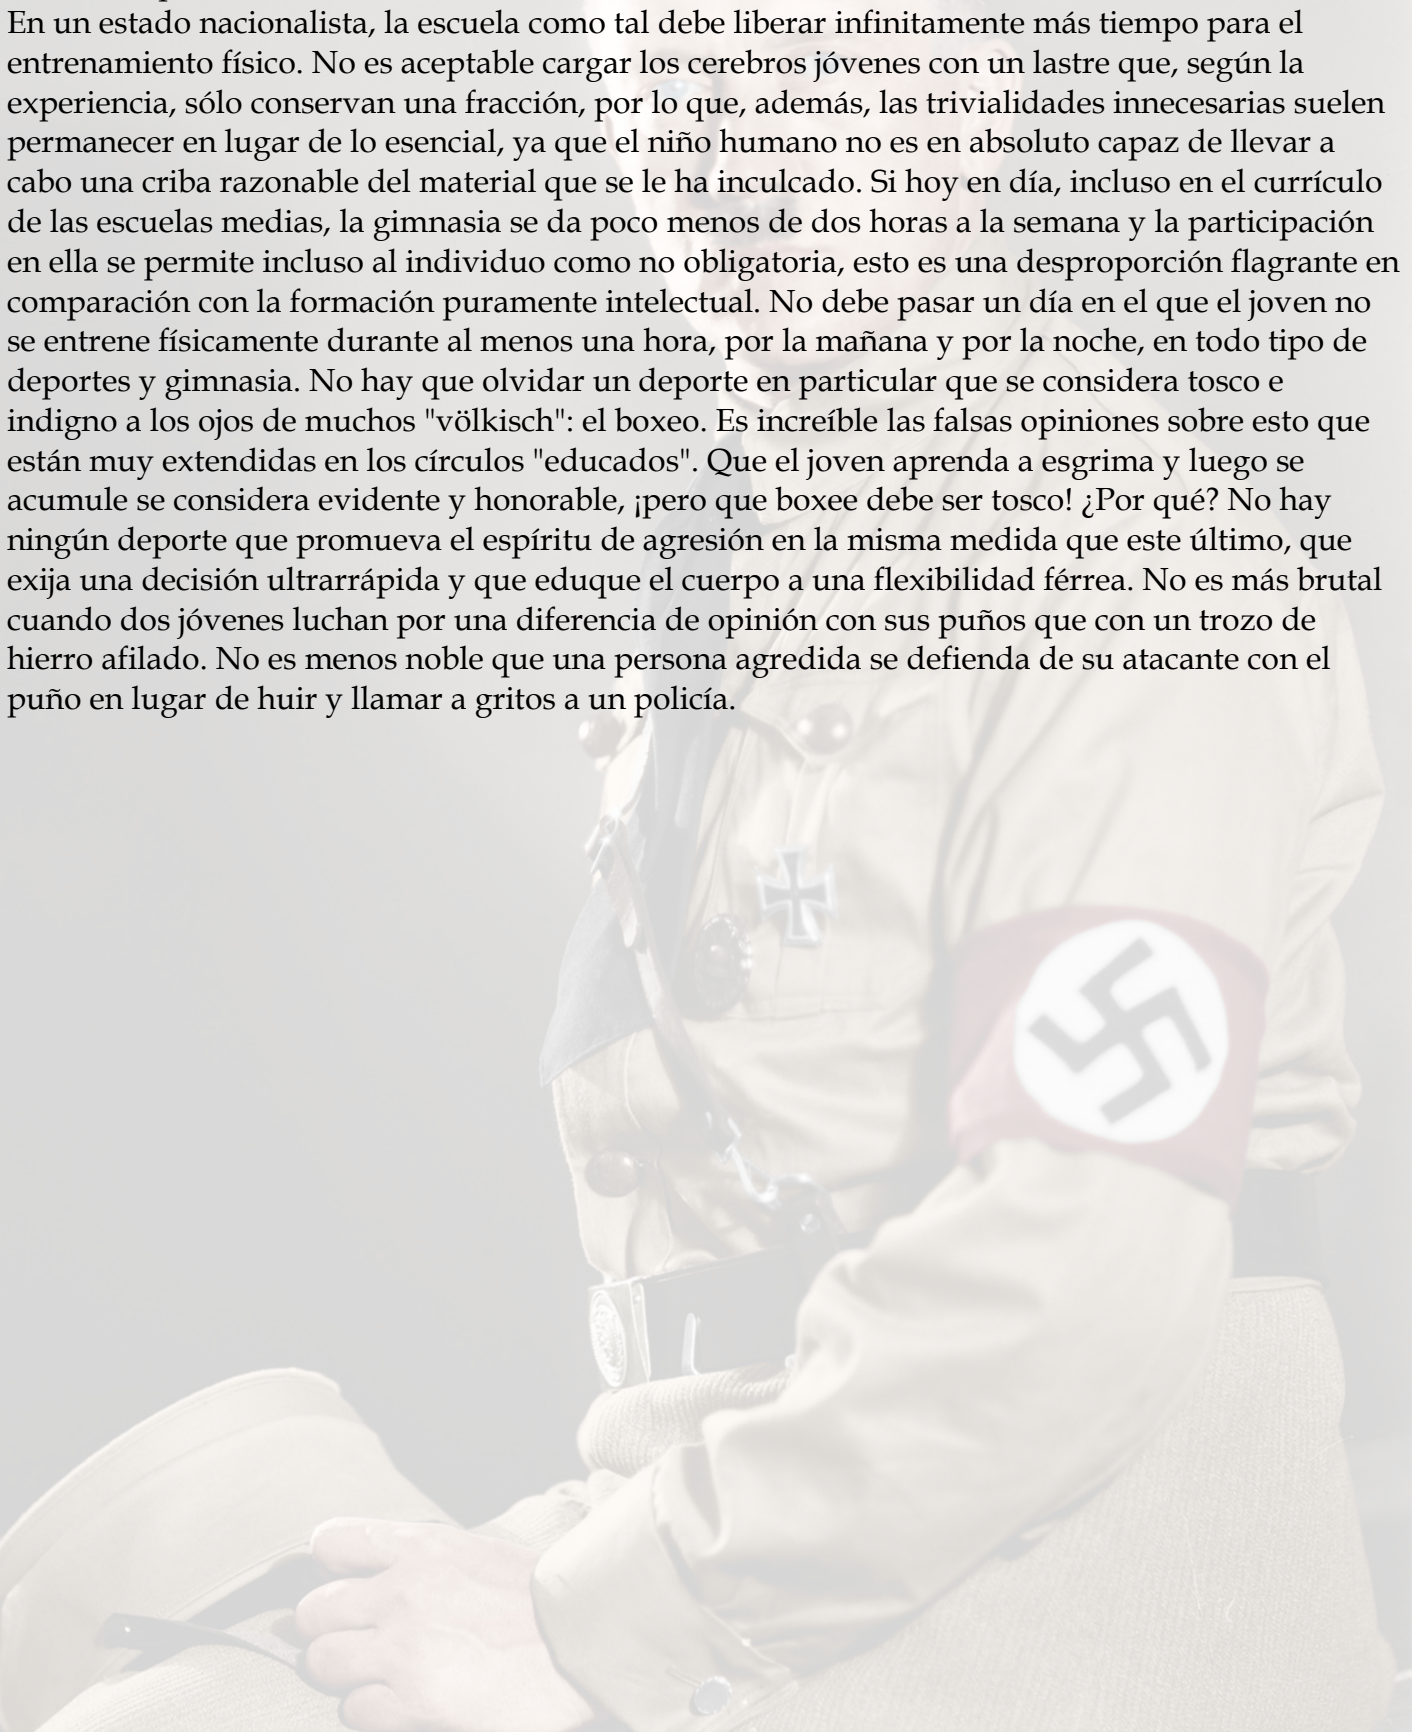 En un estado nacionalista, la escuela como tal debe liberar infinitamente más tiempo para el
entrenamiento físico. No es aceptable cargar los cerebros jóvenes con un lastre que, según la
experiencia, sólo conservan una fracción, por lo que, además, las trivialidades innecesarias suelen
permanecer en lugar de lo esencial, ya que el niño humano no es en absoluto capaz de llevar a
cabo una criba razonable del material que se le ha inculcado. Si hoy en día, incluso en el currículo
de las escuelas medias, la gimnasia se da poco menos de dos horas a la semana y la participación
en ella se permite incluso al individuo como no obligatoria, esto es una desproporción flagrante en
comparación con la formación puramente intelectual. No debe pasar un día en el que el joven no
se entrene físicamente durante al menos una hora, por la mañana y por la noche, en todo tipo de
deportes y gimnasia. No hay que olvidar un deporte en particular que se considera tosco e
indigno a los ojos de muchos "völkisch": el boxeo. Es increíble las falsas opiniones sobre esto que
están muy extendidas en los círculos "educados". Que el joven aprenda a esgrima y luego se
acumule se considera evidente y honorable, ¡pero que boxee debe ser tosco! ¿Por qué? No hay
ningún deporte que promueva el espíritu de agresión en la misma medida que este último, que
exija una decisión ultrarrápida y que eduque el cuerpo a una flexibilidad férrea. No es más brutal
cuando dos jóvenes luchan por una diferencia de opinión con sus puños que con un trozo de
hierro afilado. No es menos noble que una persona agredida se defienda de su atacante con el
puño en lugar de huir y llamar a gritos a un policía.